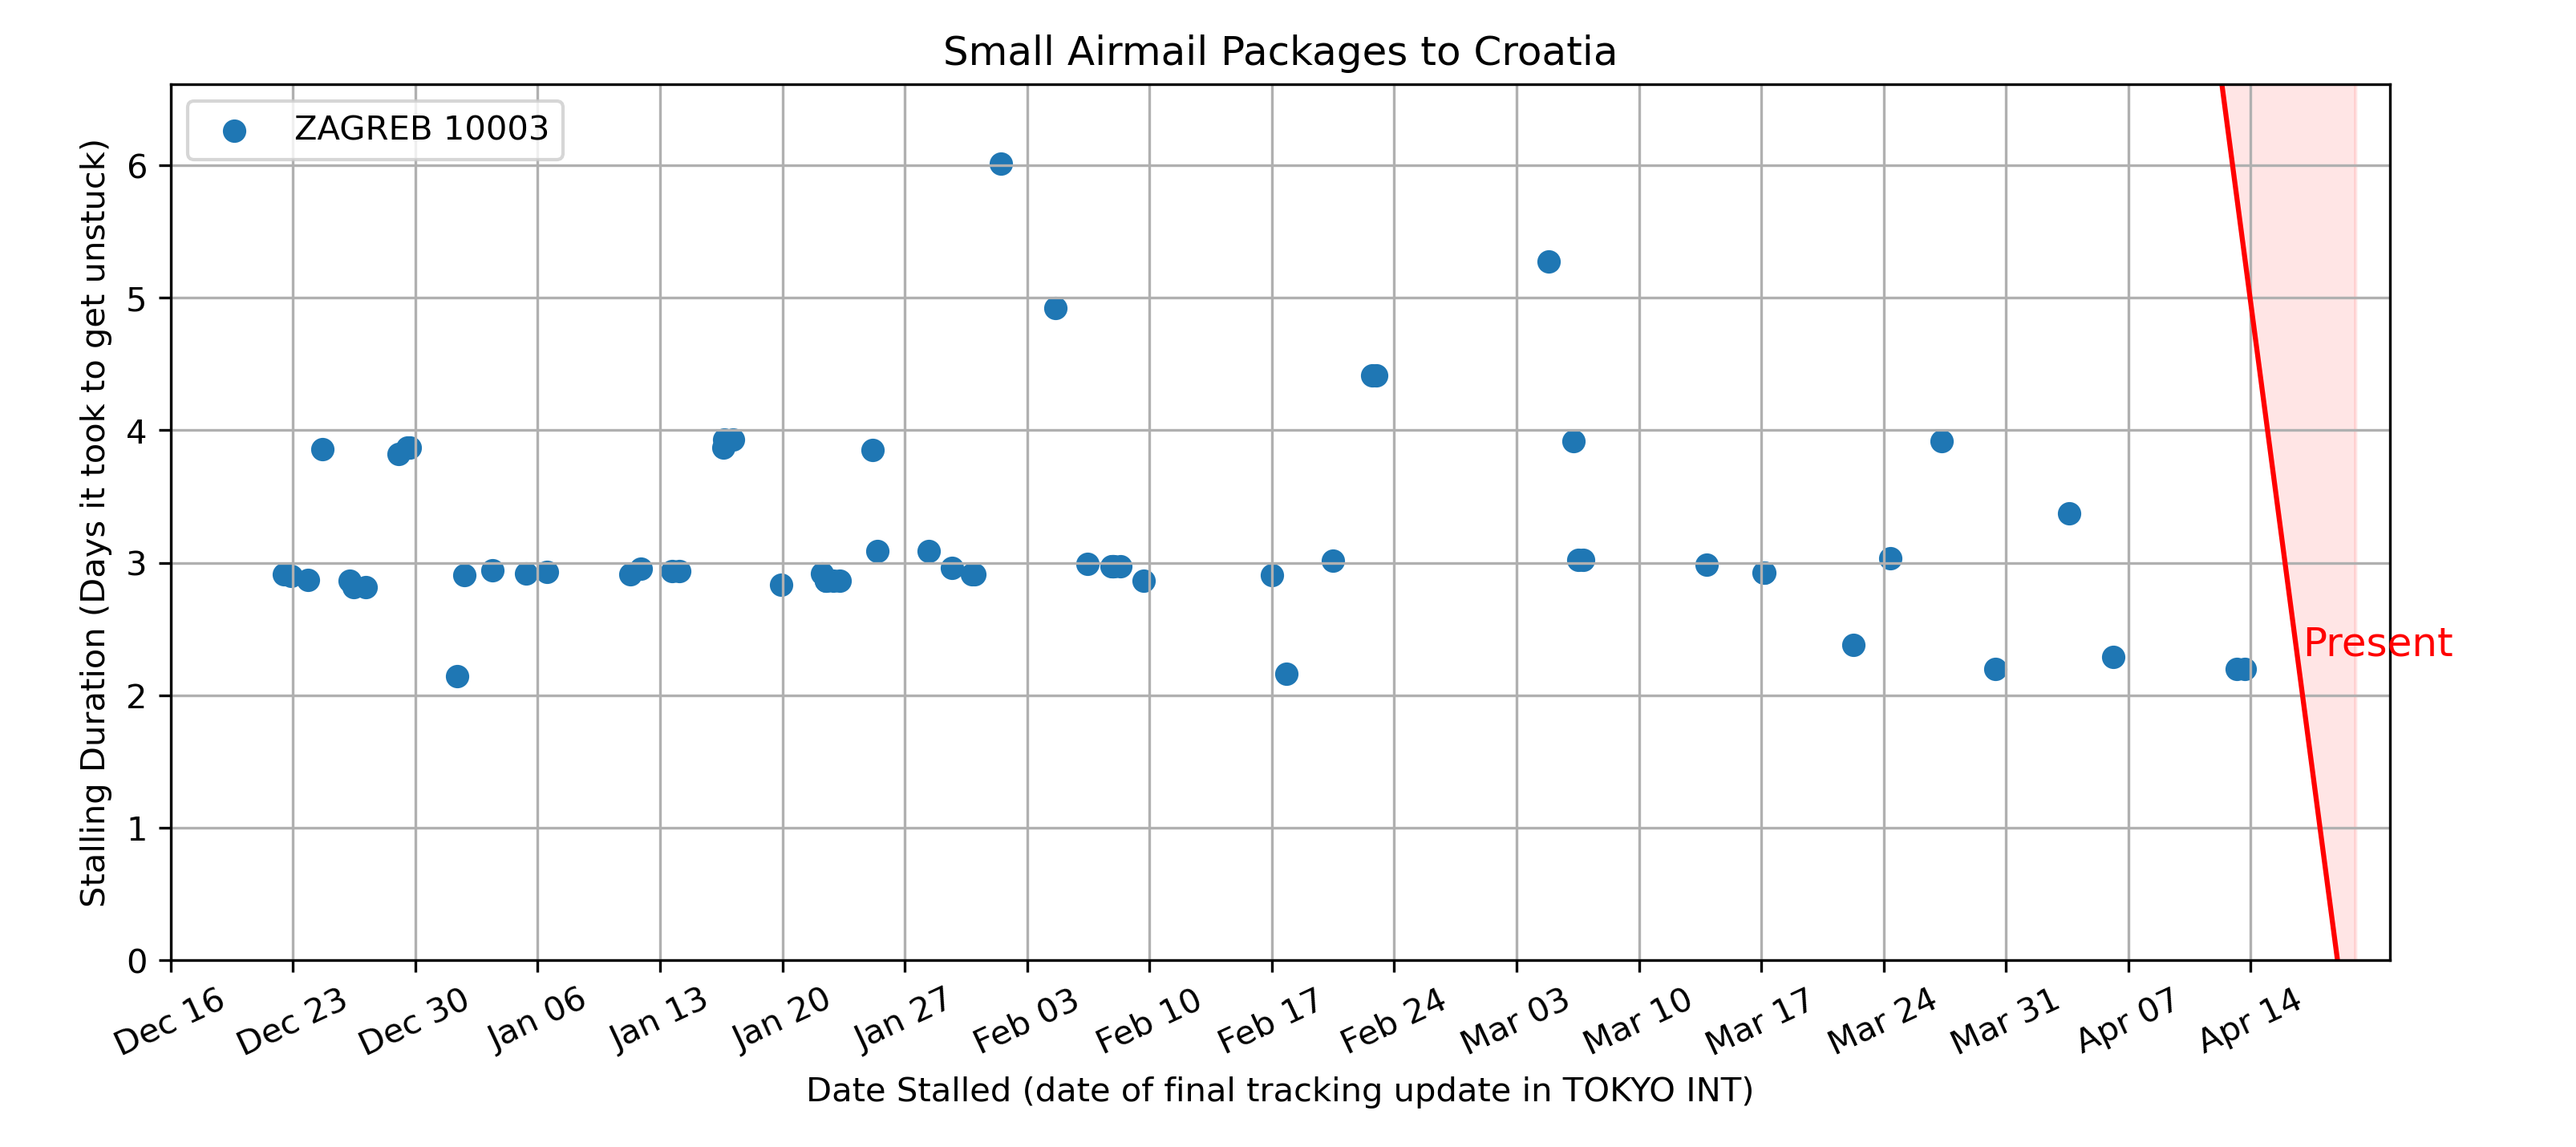 Small Airmail Packages to Croatia
ZAGREB 10003
Stalling Duration (Days it took to get unstuck)
6
5
4
3
2
1
0
Present
Dec 16
Dec 23
Dec 30
Jan 06
Jan 13
Jan 20
Jan 27
Feb 03
Feb 10
Feb 17
Feb 24
Mar 03
Mar 10
Mar 17
Mar 24
Mar 31
Apr 07
Apr 14
Date Stalled (date of final tracking update in TOKYO INT)